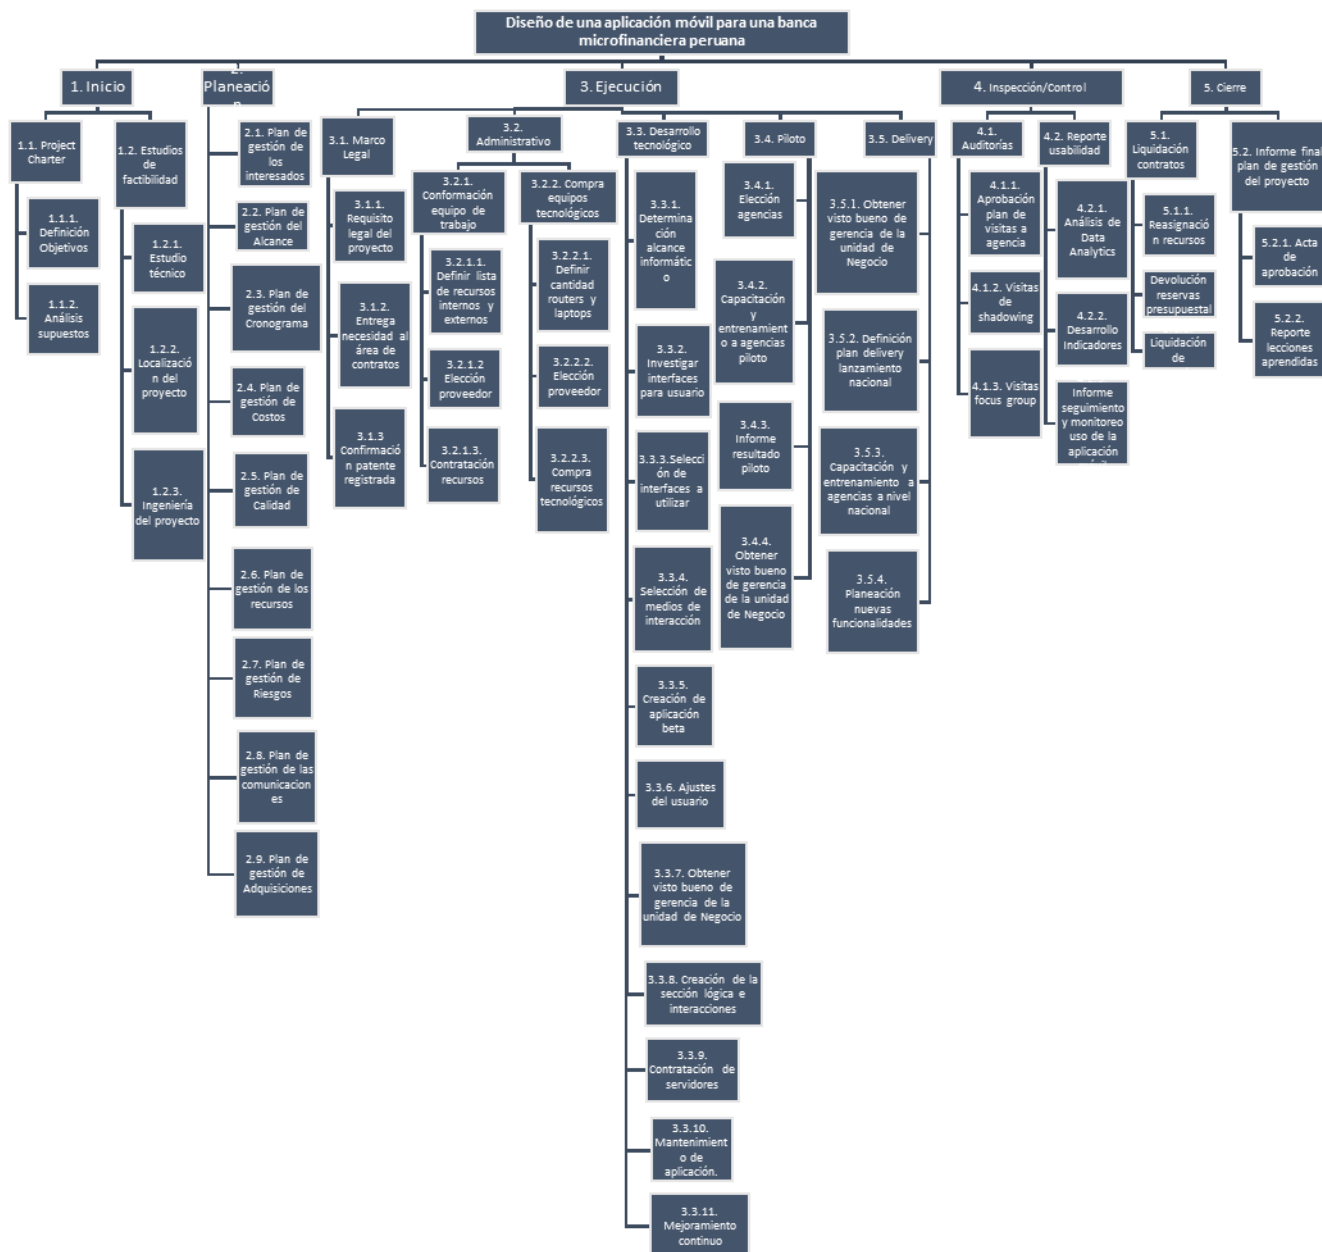 Diseño de una aplicación móvil para una banca
microfinanciera peruana
1. Inicio
2.
Planeació
n
3. Ejecución
4. Inspección/Control
5. Cierre
1.1. Project
Charter
1.1.1.
Definición
Objetivos
1.1.2.
Análisis
supuestos
1.2. Estudios
de
factibilidad
1.2.1.
Estudio
técnico
1.2.2.
Localizació
n del
proyecto
1.2.3.
Ingeniería
del proyecto
2.1. Plan de
gestión de
los
interesados
2.2. Plan de
gestión del
Alcance
2.3. Plan de
gestión del
Cronograma
2.4. Plan de
gestión de
Costos
2.5. Plan de
gestión de
Calidad
2.6. Plan de
gestión de los
recursos
2.7. Plan de
gestión de
Riesgos
2.8. Plan de
gestión de las
comunicacion
es
2.9. Plan de
gestión de
Adquisiciones
3.1. Marco
Legal
3.1.1.
Requisito
legal del
proyecto
3.1.2.
Entrega
necesidad al
área de
contratos
3.1.3
Confirmació
n patente
registrada
3.2.
Administrativo
3.2.1.
Conformación
equipo de
trabajo
3.2.1.1.
Definir lista
de recursos
internos y
externos
3.2.1.2
Elección
proveedor
3.2.1.3.
Contratación
recursos
3.2.2. Compra
equipos
tecnológicos
3.2.2.1.
Definir
cantidad
routers y
laptops
3.2.2.2.
Elección
proveedor
3.2.2.3.
Compra
recursos
tecnológicos
3.3. Desarrollo
tecnológico
3.3.1.
Determina
ción
alcance
informátic
o
3.3.2.
Investigar
interfaces
para usuario
3.3.3.Selección
de
interfaces a
utilizar
3.3.4.
Selección de
medios de
interacción
3.3.5.
Creación de
aplicación
beta
3.3.6. Ajustes
del usuario
3.3.7. Obtener
visto bueno de
gerencia de la
unidad de Negocio
3.3.8. Creación de la
sección lógica e
interacciones
3.3.9.
Contratación de
servidores
3.3.10.
Mantenimient
o de
aplicación.
3.3.11.
Mejoramiento
continuo
3.4. Piloto
3.4.1.
Elección
agencias
3.4.2.
Capacitación
y
entrenamient
o a agencias
piloto
3.4.3.
Informe
resultado
piloto
3.4.4.
Obtener
visto bueno
de gerencia
de la unidad
de Negocio
3.5. Delivery
3.5.1. Obtener
visto bueno de
gerencia de la
unidad de
Negocio
3.5.2. Definición
plan delivery
lanzamiento
nacional
3.5.3.
Capacitación y
entrenamiento a
agencias a nivel
nacional
3.5.4.
Planeación
nuevas
funcionalidades
4.1.
Auditorías
4.1.1.
Aprobación
plan de
visitas a
agencia
4.1.2. Visitas
de
shadowing
4.1.3. Visitas
focus group
4.2. Reporte
usabilidad
4.2.1.
Análisis de
Data
Analytics
4.2.2.
Desarrollo
Indicadores
Informe
seguimiento
y monitoreo
uso de la
aplicación
5.1.
Liquidación
contratos
5.1.1.
Reasignació
n recursos
Devolución
reservas
presupuestal
Liquidación
de
5.2. Informe final
plan de gestión
del proyecto
5.2.1. Acta
de
aprobación
5.2.2.
Reporte
lecciones
aprendidas